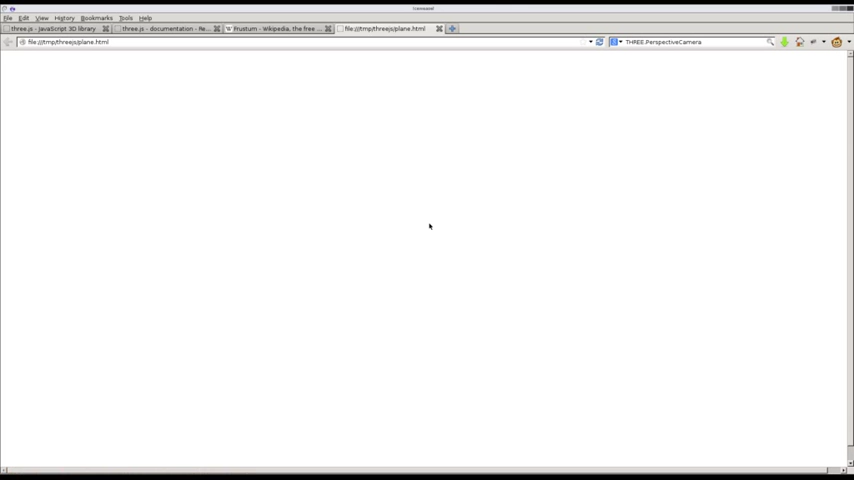 File Edit View History Bookmarks Tools Help
three.js - JavaScript 3D library three.js - documentation - Re... Frustum - Wikipedia, the free ... file:///tmp/threejs/plane.html
file:///tmp/threejs/plane.html THREE.PerspectiveCamera